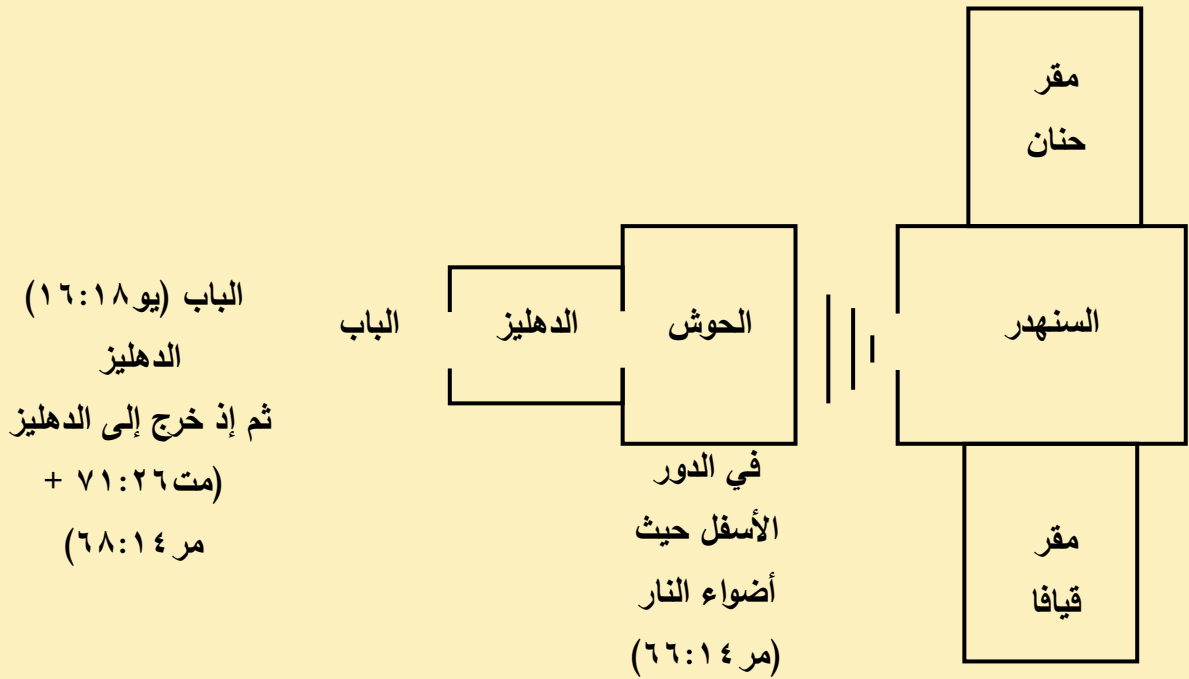 مقر
حنان
السنهدر
مقر
قيافا
الحوش
في الدور
الأسفل حيث
أضواء النار
(مر١٤:٦٦)
الدهليز
الباب
الباب (يو١٨:١٦)
الدهليز
ثم إذ خرج إلى الدهليز
(مت٢٦:٧١ +
مر١٤:٦٨)